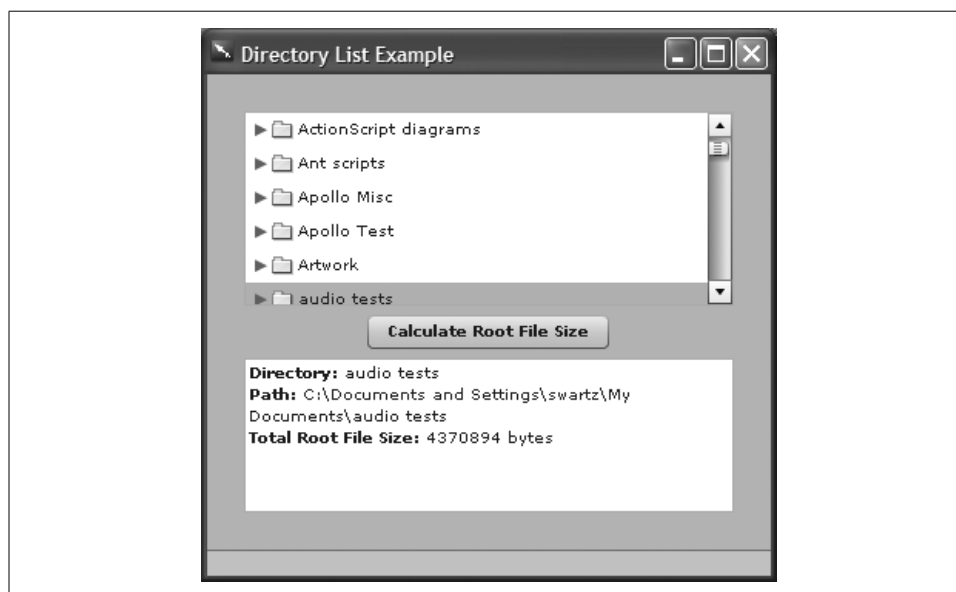 Directory List Example
ActionScript diagrams
Ant scripts
Apollo Misc
Apollo Test
Artwork
audio tests
Calculate Root File Size
Directory: audio tests
Path: C:\Documents and Settings\swartz\My
Documents\audio tests
Total Root File Size: 4370894 bytes